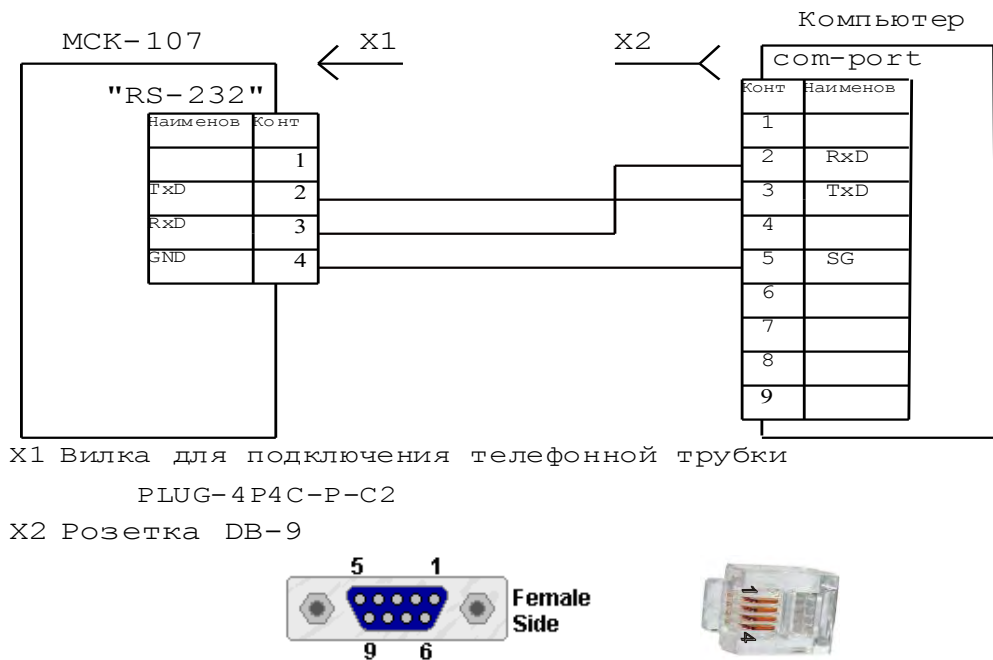 Компьютер
МСК-107
X1
X2
com-port
"RS-232"
Наименов Конт
1
TxD 2
RxD 3
GND 4
Конт Наименов
1
2 RxD
3 TxD
4
5 SG
6
7
8
9
X1 Вилка для подключения телефонной трубки
PLUG-4P4C-P-C2
X2 Розетка DB-9
5 1
Female
Side
9 6
1
4